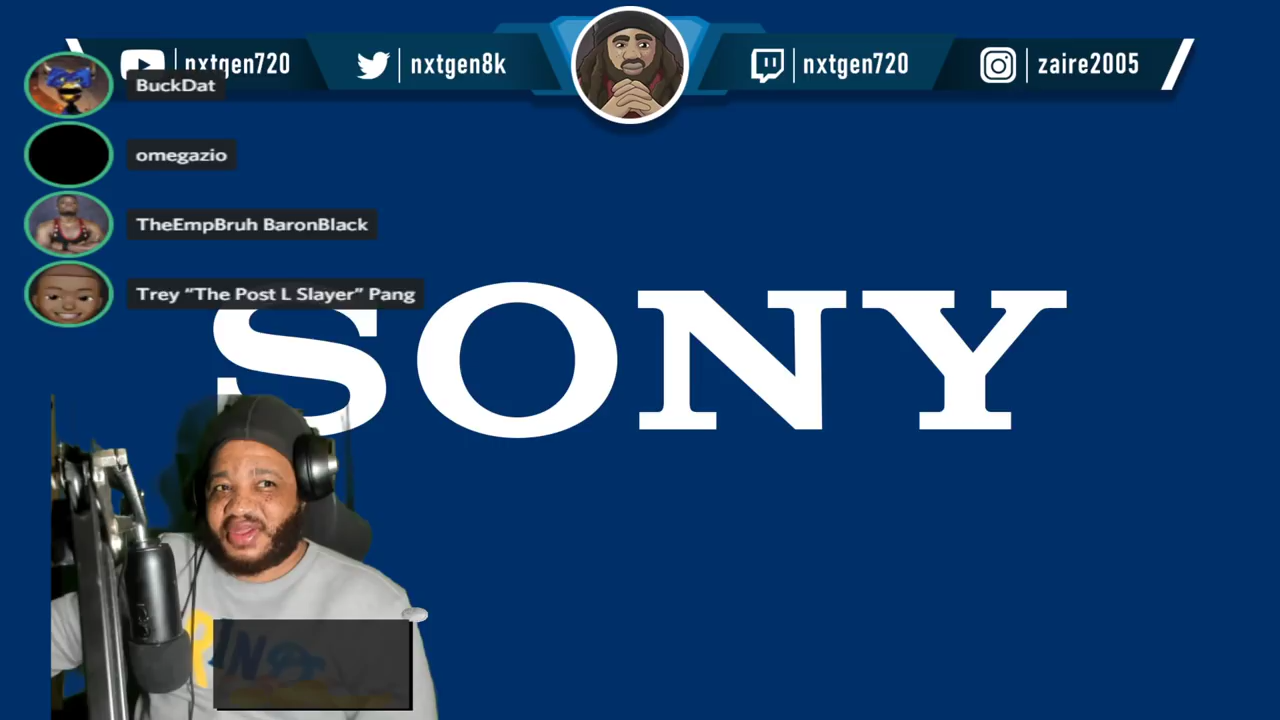 nxtgen720
nxtgen8k
nxtgen720
zaire2005
BuckDat
omegazio
TheEmpBruh BaronBlack
Trey “The Post L Slayer” Pang
SONY